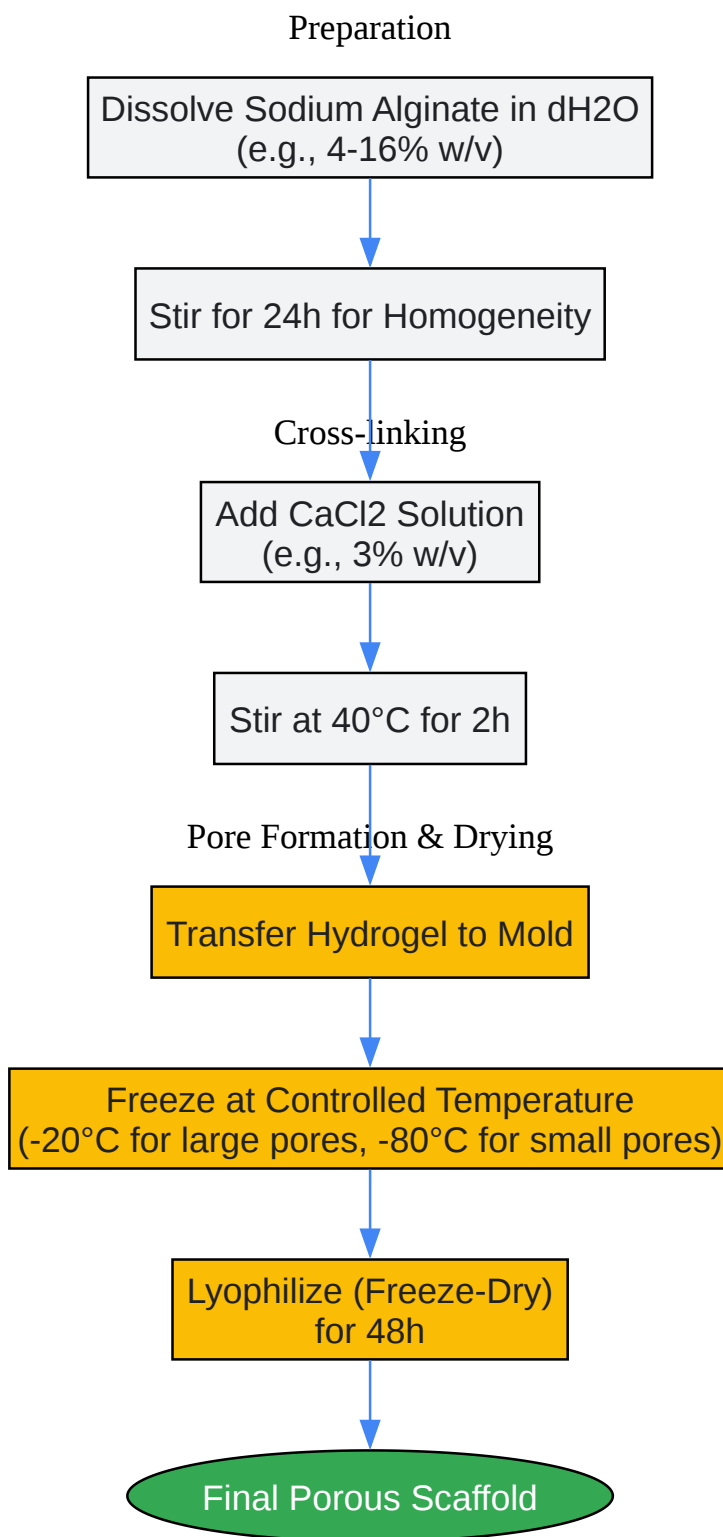 Preparation
Dissolve Sodium Alginate in dH2O
(e.g., 4-16% w/v)
Stir for 24h for Homogeneity
Cross-linking
Add CaCl2 Solution
(e.g., 3% w/v)
Stir at 40°C for 2h
Pore Formation & Drying
Transfer Hydrogel to Mold
Freeze at Controlled Temperature
(-20°C for large pores, -80°C for small pores)
Lyophilize (Freeze-Dry)
for 48h
Final Porous Scaffold